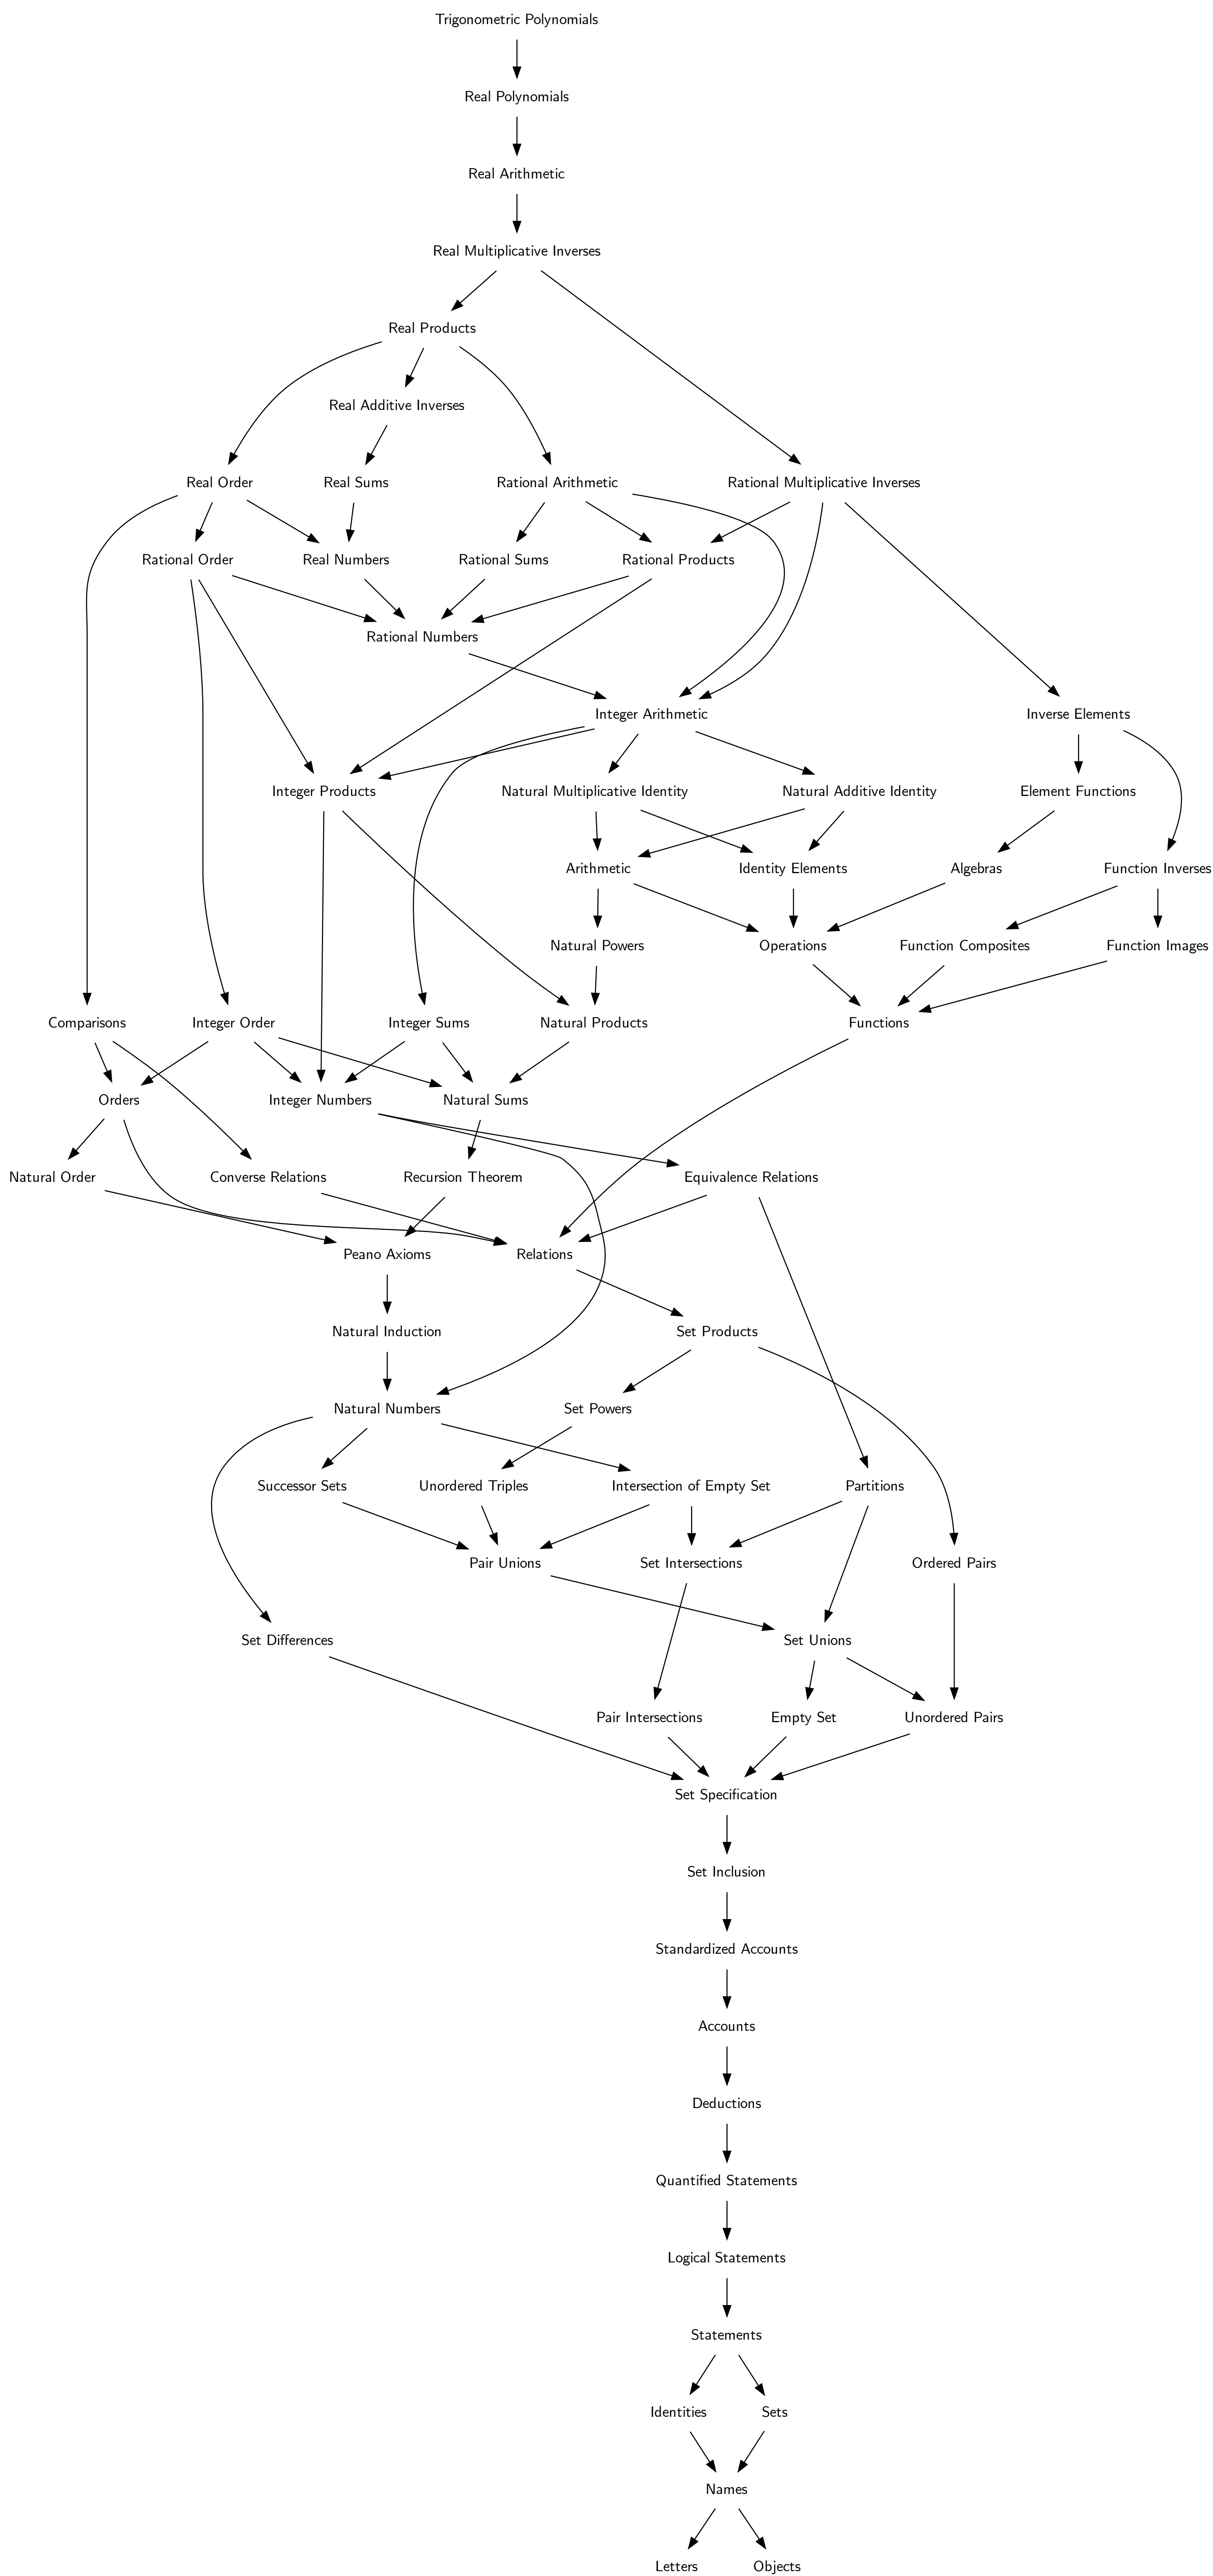 Trigonometric Polynomials
Real Polynomials
Real Arithmetic
Real Multiplicative Inverses
Real Products
Real Additive Inverses
Real Order
Real Sums
Rational Arithmetic
Rational Multiplicative Inverses
Rational Order
Real Numbers
Rational Sums
Rational Products
Rational Numbers
Integer Arithmetic
Inverse Elements
Integer Products
Natural Multiplicative Identity
Natural Additive Identity
Element Functions
Arithmetic
Identity Elements
Algebras
Function Inverses
Natural Powers
Operations
Function Composites
Function Images
Comparisons
Integer Order
Integer Sums
Natural Products
Functions
Orders
Integer Numbers
Natural Sums
Natural Order
Converse Relations
Recursion Theorem
Equivalence Relations
Peano Axioms
Relations
Natural Induction
Set Products
Natural Numbers
Set Powers
Successor Sets
Unordered Triples
Intersection of Empty Set
Partitions
Pair Unions
Set Intersections
Ordered Pairs
Set Differences
Set Unions
Pair Intersections
Empty Set
Unordered Pairs
Set Specification
Set Inclusion
Standardized Accounts
Accounts
Deductions
Quantified Statements
Logical Statements
Statements
Identities
Sets
Names
Letters
Objects